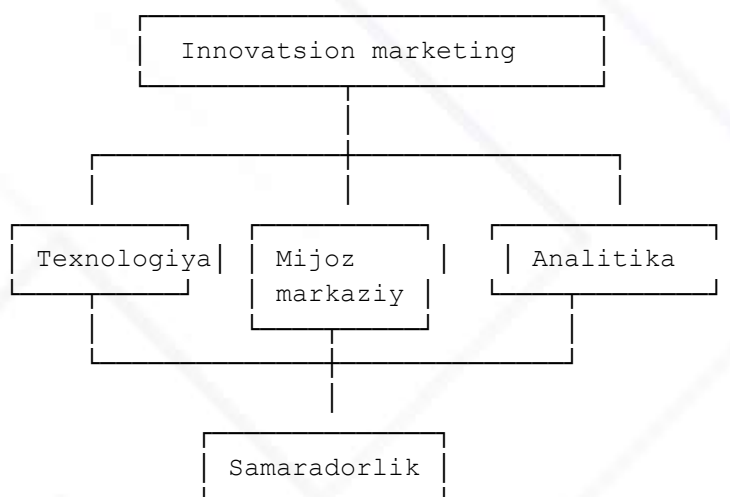 Innovatsion marketing
Texnologiya
Mijoz
markaziy
Analitika
Samaradorlik